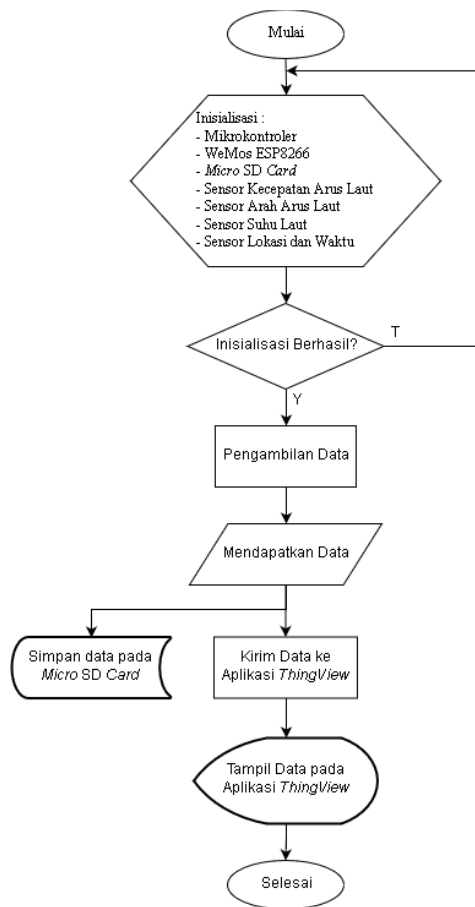 Mulai
Inisialisasi :
- Mikrokontroler
- WeMos ESP8266
- Micro SD Card
- Sensor Kecepatan Arus Laut
- Sensor Arah Arus Laut
- Sensor Suhu Laut
- Sensor Lokasi dan Waktu
Inisialisasi Berhasil?
T
Y
Pengambilan Data
Mendapatkan Data
Simpan data pada
Micro SD Card
Kirim Data ke
Aplikasi ThingView
Tampil Data pada
Aplikasi ThingView
Selesai